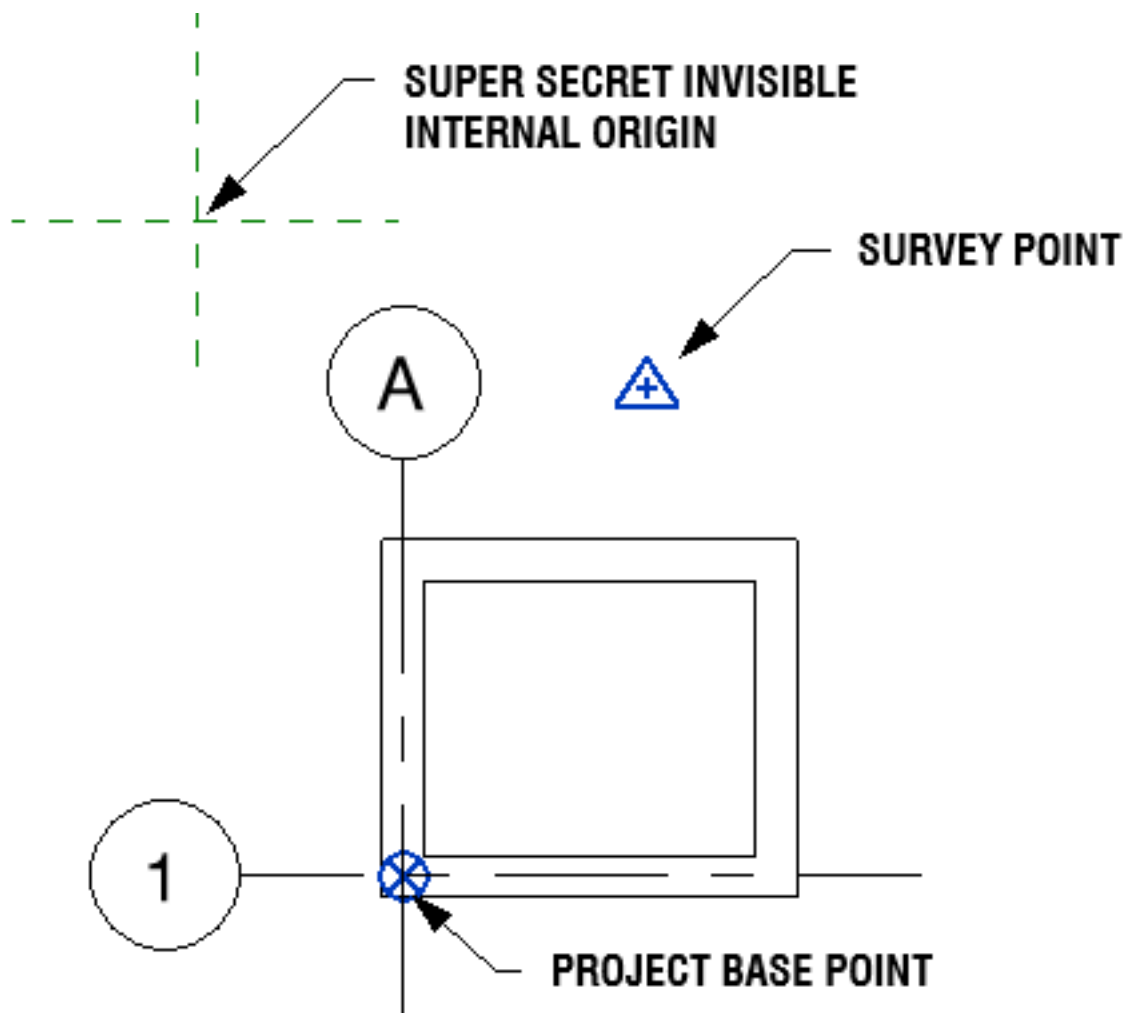 SUPER SECRET INVISIBLE
INTERNAL ORIGIN
SURVEY POINT
A
1
PROJECT BASE POINT